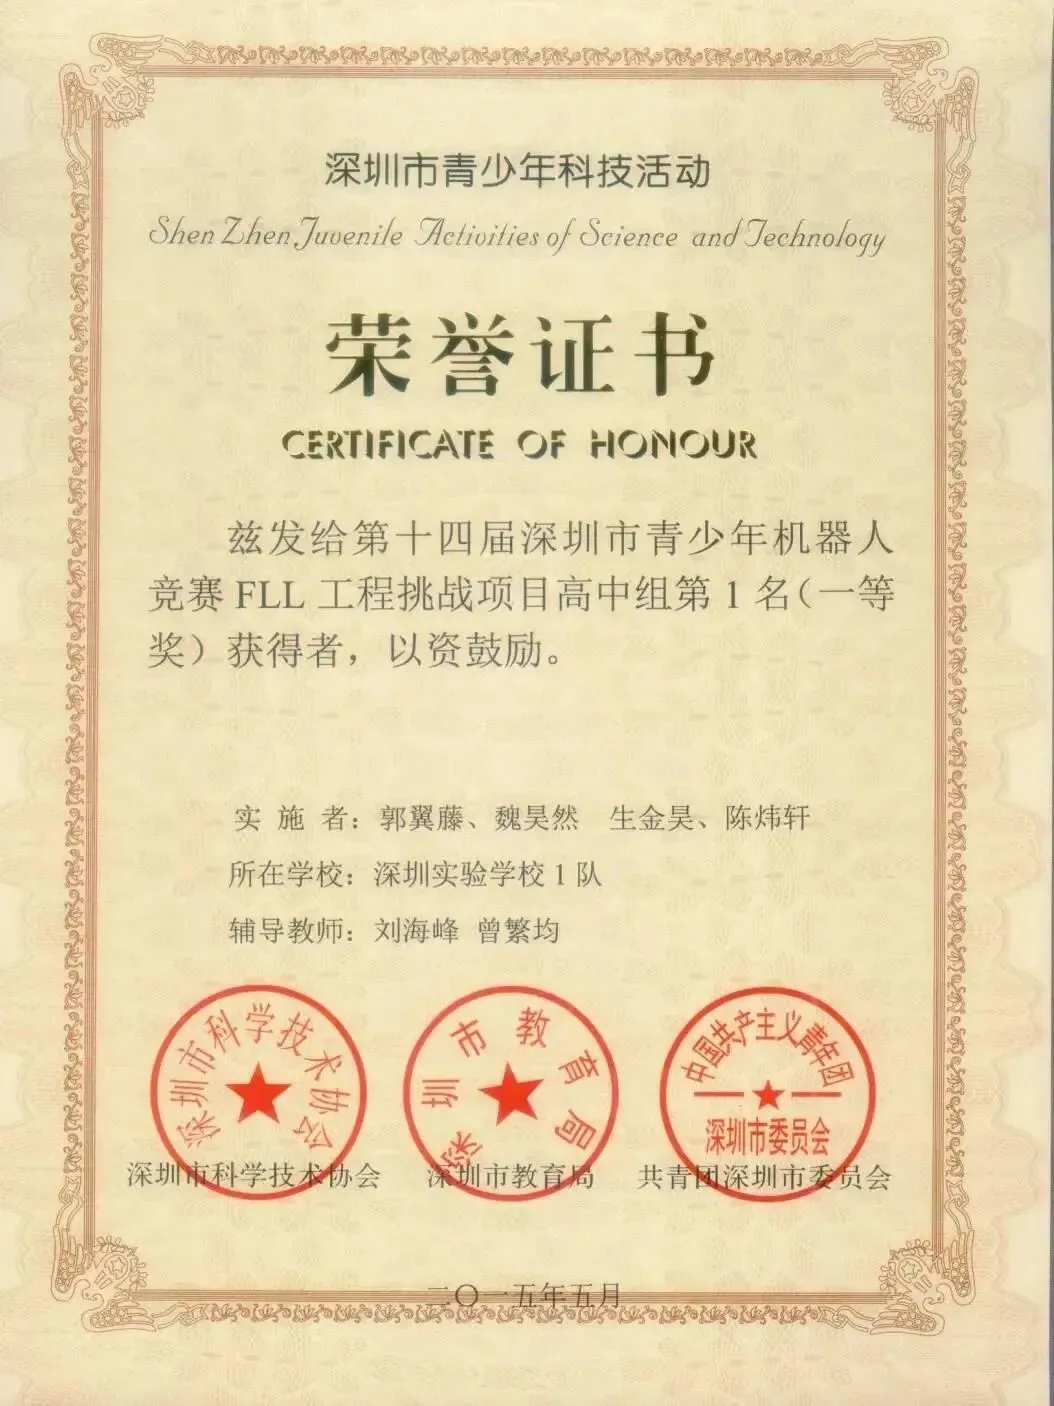 深圳市青少年科技活动
Shen Zhen Juvenile Activities of Science and Technology
荣誉证书
CERTIFICATE OF HONOUR
兹发给第十四届深圳市青少年机器人
竞赛 FLL 工程挑战项目高中组第 1 名（一等
奖）获得者，以资鼓励。
实 施 者：郭翼藤、魏昊然 生金昊、陈炜轩
所在学校：深圳实验学校 1 队
辅导教师：刘海峰 曾繁均
深圳市科学技术协会
深圳市教育局
中国共产主义青年团
深圳市委员会
深圳市科学技术协会 深圳市教育局 共青团深圳市委员会
二〇一五年五月